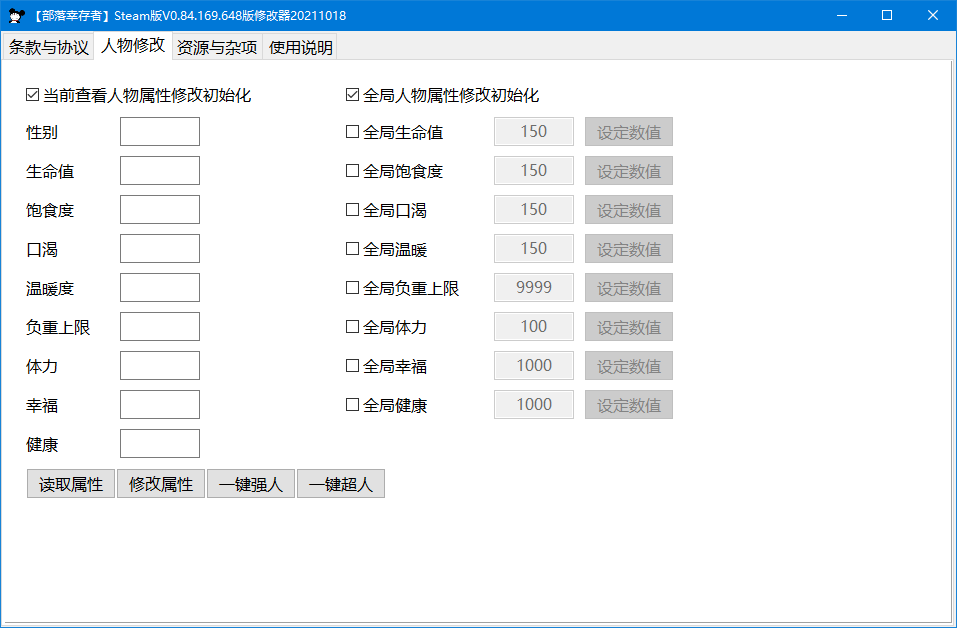 【部落幸存者】Steam版V0.84.169.648版修改器20211018
条款与协议 人物修改 资源与杂项 使用说明
当前查看人物属性修改初始化 全局人物属性修改初始化
性别 全局生命值 150 设定数值
生命值 全局饱食度 150 设定数值
饱食度 全局口渴 150 设定数值
口渴 全局温暖 150 设定数值
温暖度 全局负重上限 9999 设定数值
负重上限 全局体力 100 设定数值
体力 全局幸福 1000 设定数值
幸福 全局健康 1000 设定数值
健康
读取属性 修改属性 一键强人 一键超人